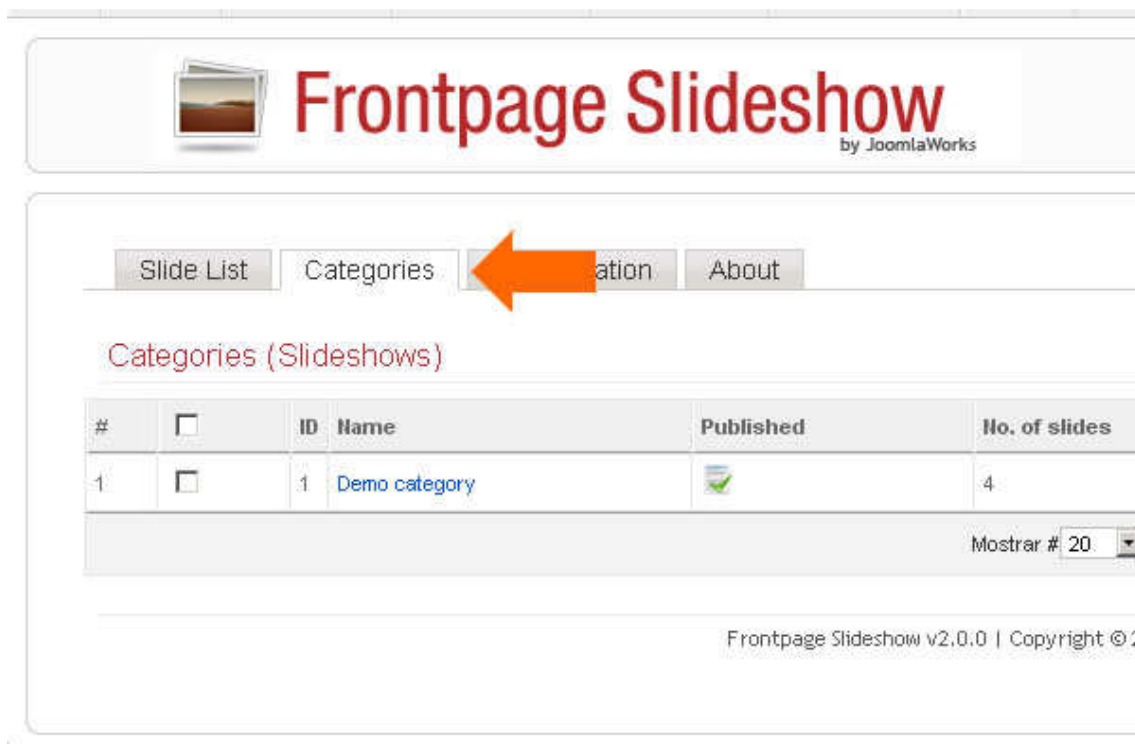 Frontpage Slideshow
by JoomlaWorks
Slide List Categories ation About
Categories (Slideshows)
# ID Name Published No. of slides
1 1 Demo category 4
Mostrar # 20
Frontpage Slideshow v2.0.0 | Copyright © 2